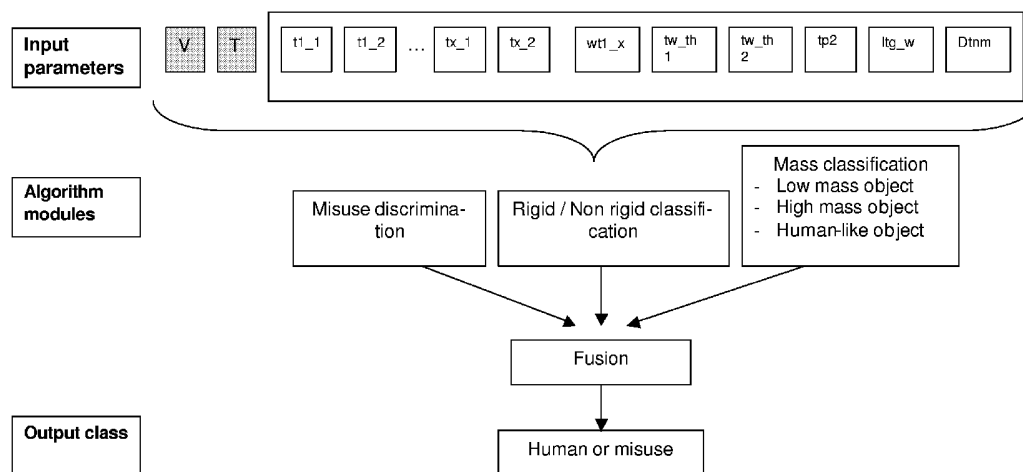 Input
parameters
V
T
t1_1
t1_2
...
tx_1
tx_2
wt1_x
tw_th
1
tw_th
2
tp2
Itg_w
Dtnm
Algorithm
modules
Misuse discrimina-
tion
Rigid / Non rigid classifi-
cation
Mass classification
- Low mass object
- High mass object
- Human-like object
Fusion
Output class
Human or misuse